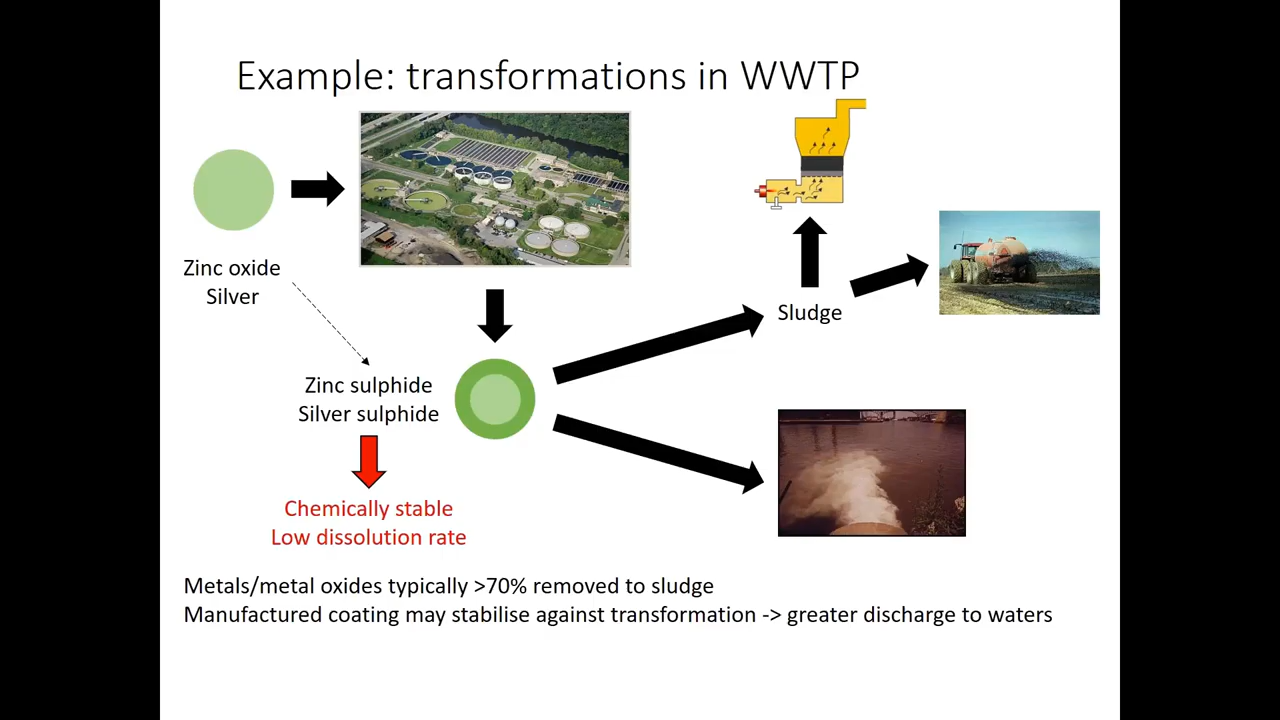 Example: transformations in WWTP
Zinc oxide
Silver
Sludge
Zinc sulphide
Silver sulphide
Chemically stable
Low dissolution rate
Metals/metal oxides typically >70% removed to sludge
Manufactured coating may stabilise against transformation -> greater discharge to waters